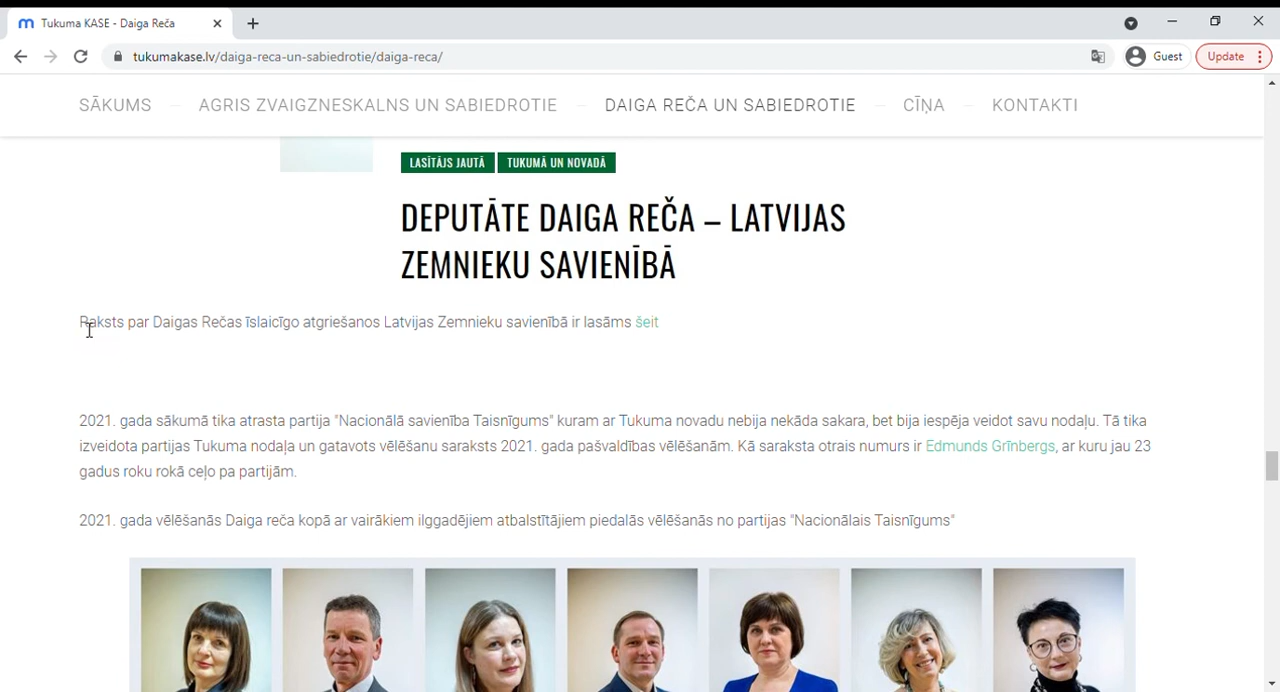 Tukuma KASE - Daiga Reča
tukumakase.lv/daiga-reca-un-sabiedrotie/daiga-reca/
Guest
Update
SĀKUMS
AGRIS ZVAIGZNESKALNS UN SABIEDROTIE
DAIGA REČA UN SABIEDROTIE
CĪŅA
KONTAKTI
LASĪTĀJS JAUTĀ
TUKUMĀ UN NOVADĀ
DEPUTĀTE DAIGA REČA – LATVIJAS
ZEMNIEKU SAVIENĪBĀ
Raksts par Daigas Rečas īslaicīgo atgriešanos Latvijas Zemnieku savienībā ir lasāms šeit
2021. gada sākumā tika atrasta partija "Nacionālā savienība Taisnīgums" kuram ar Tukuma novadu nebija nekāda sakara, bet bija iespēja veidot savu nodaļu. Tā tika
izveidota partijas Tukuma nodaļa un gatavots vēlēšanu saraksts 2021. gada pašvaldības vēlēšanām. Kā saraksta otrais numurs ir Edmunds Grīnbergs, ar kuru jau 23
gadus roku rokā ceļo pa partijām.
2021. gada vēlēšanās Daiga reča kopā ar vairākiem ilggadējiem atbalstītājiem piedalās vēlēšanās no partijas "Nacionālais Taisnīgums"